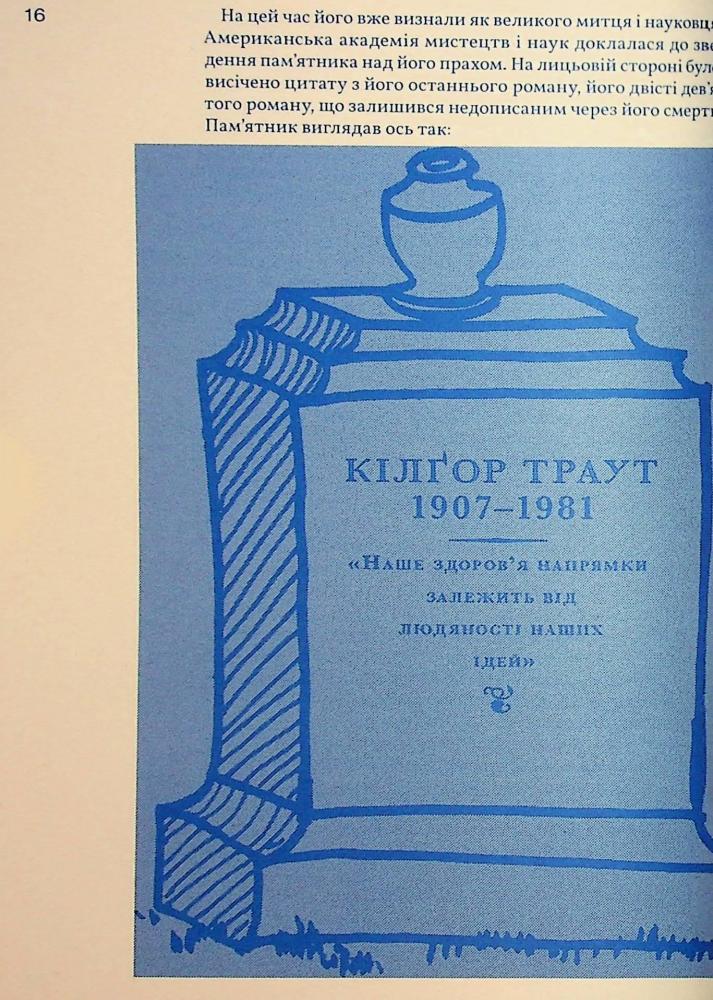 16
На цей час його вже визнали як великого митця і науковця
Американська академія мистецтв і наук доклалася до зве
дення пам'ятника над його прахом. На лицьовій стороні бул
висічено цитату з його останнього роману, його двісті дев'я
того роману, що залишився недописаним через його смерт
Пам'ятник виглядав ось так:
КІЛҐОР ТРАУТ
1907–1981
«Наше здоров'я напрямки
залежить від
людяності наших
ідей»